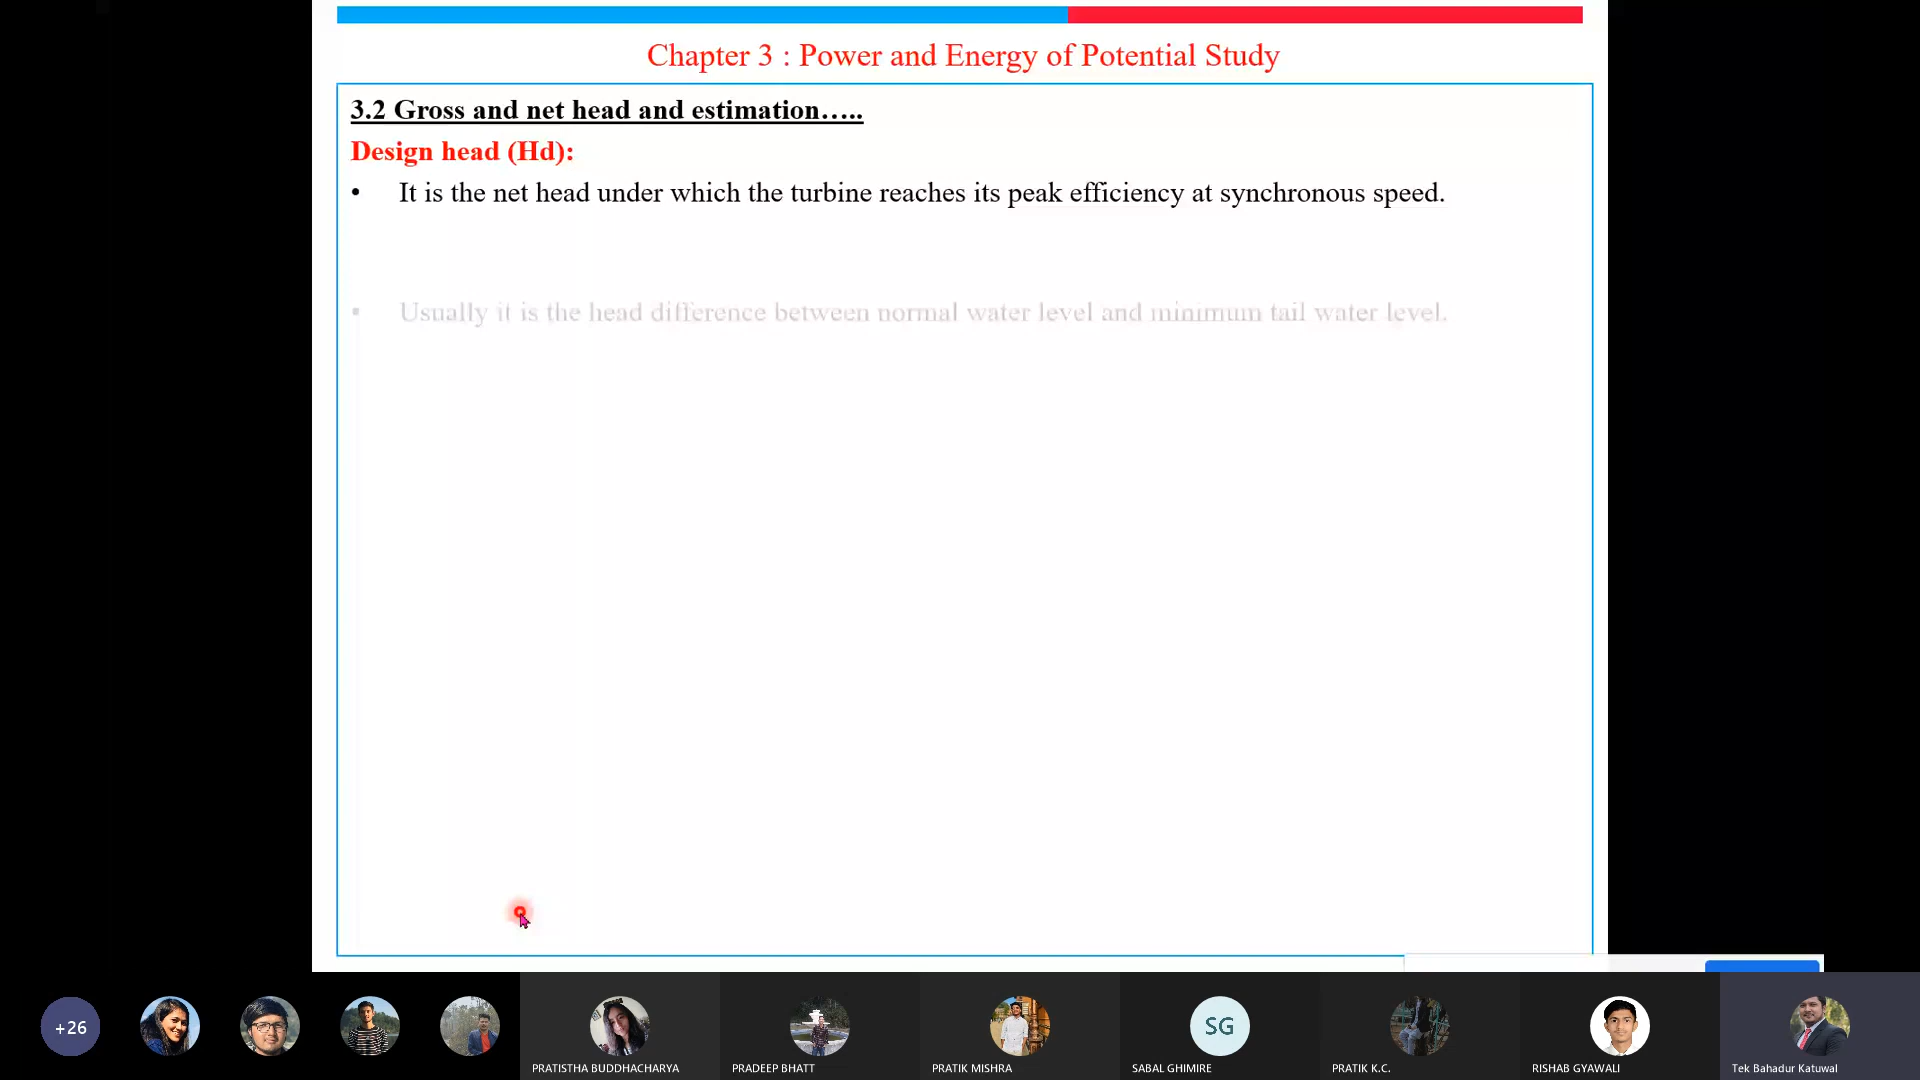 Chapter 3 : Power and Energy of Potential Study
3.2 Gross and net head and estimation…..
Design head (Hd):
• It is the net head under which the turbine reaches its peak efficiency at synchronous speed.
• Usually it is the head difference between normal water level and minimum tail water level.
+26
SG
PRATISTHA BUDDHACHARYA
PRADEEP BHATT
PRATIK MISHRA
SABAL GHIMIRE
PRATIK K.C.
RISHAB GYAWALI
Tek Bahadur Katuwal